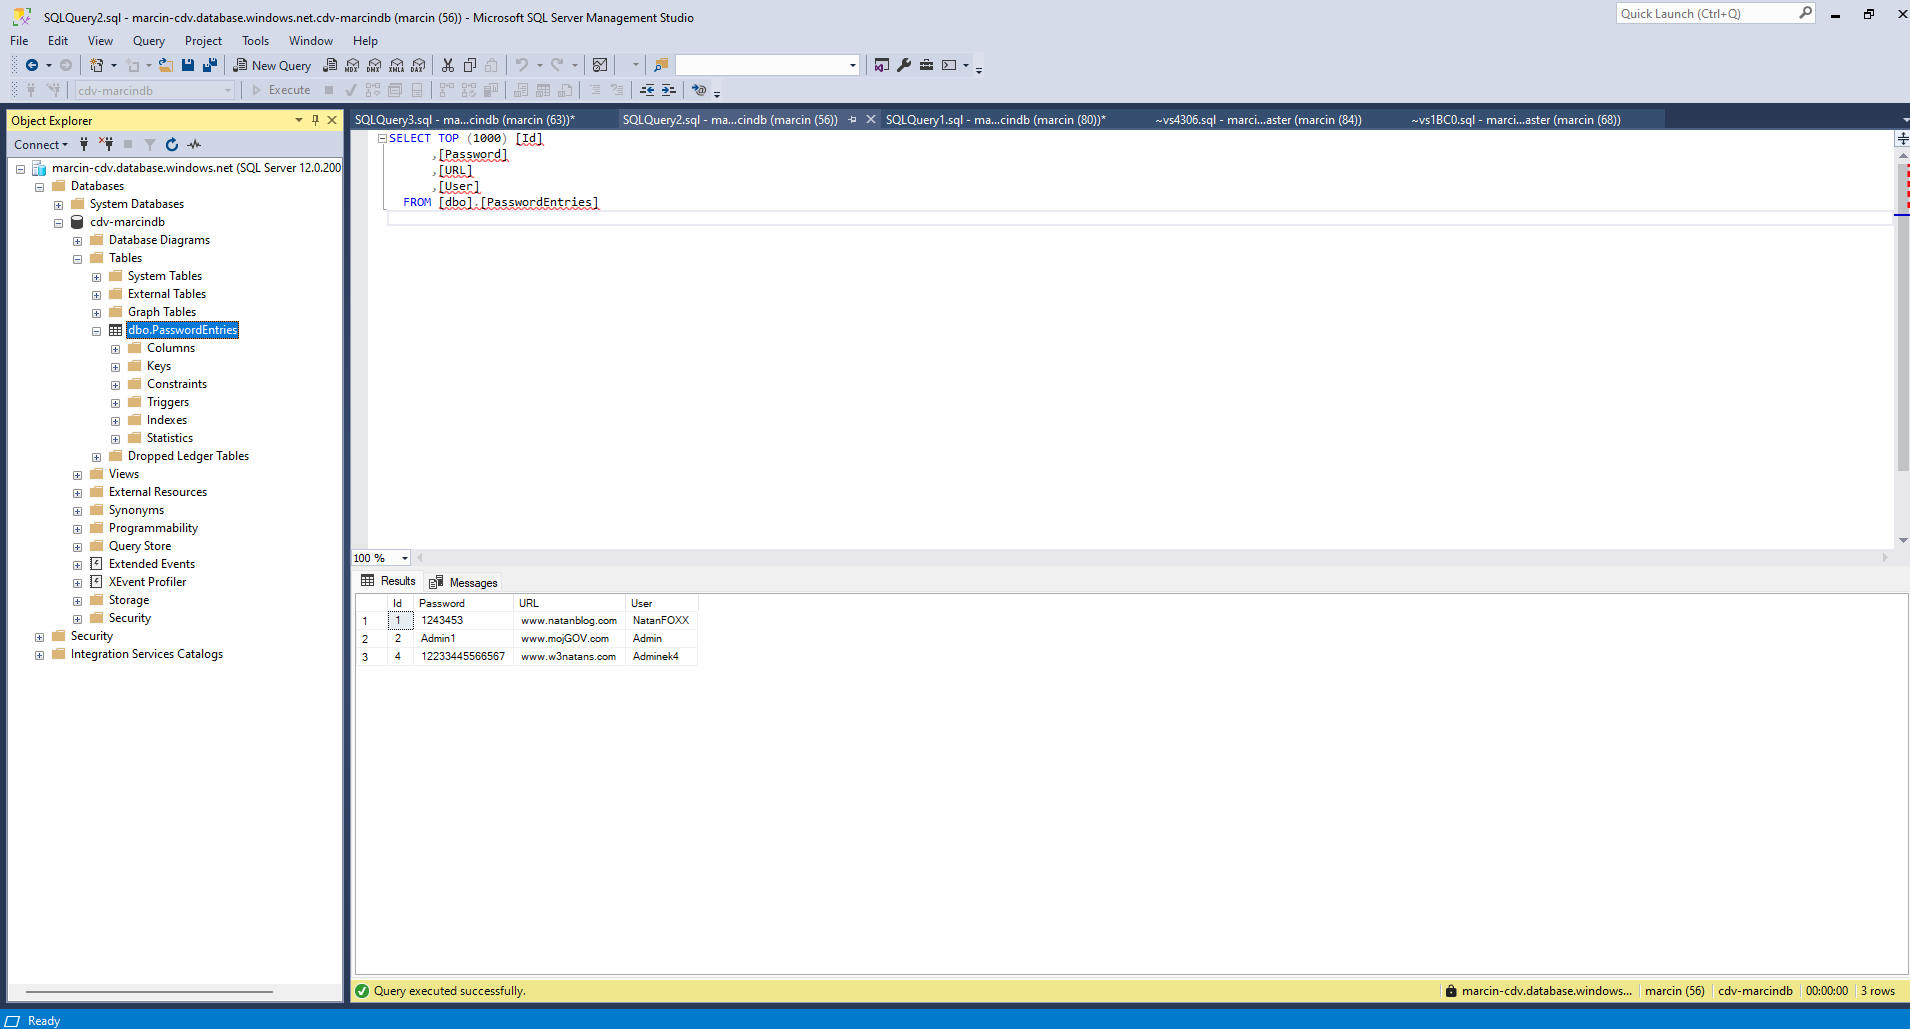 SQLQuery2.sql - marcin-cdv.database.windows.net.cdv-marcindb (marcin (56)) - Microsoft SQL Server Management Studio
Quick Launch (Ctrl+Q)
File Edit View Query Project Tools Window Help
New Query MDX DMX XMLA DAX
cdv-marcindb Execute
Object Explorer
Connect
marcin-cdv.database.windows.net (SQL Server 12.0.200
Databases
System Databases
cdv-marcindb
Database Diagrams
Tables
System Tables
External Tables
Graph Tables
dbo.PasswordEntries
Columns
Keys
Constraints
Triggers
Indexes
Statistics
Dropped Ledger Tables
Views
External Resources
Synonyms
Programmability
Query Store
Extended Events
XEvent Profiler
Storage
Security
Security
Integration Services Catalogs
SQLQuery3.sql - ma...cindb (marcin (63))* SQLQuery2.sql - ma...cindb (marcin (56)) SQLQuery1.sql - ma...cindb (marcin (80))* ~vs4306.sql - marci...aster (marcin (84)) ~vs1BC0.sql - marci...aster (marcin (68))
SELECT TOP (1000) [Id]
,[Password]
,[URL]
,[User]
FROM [dbo].[PasswordEntries]
100 %
Results Messages
Id Password URL User
1 1 1243453 www.natanblog.com NatanFOXX
2 2 Admin1 www.mojGOV.com Admin
3 4 12233445566567 www.w3natans.com Adminek4
Query executed successfully. marcin-cdv.database.windows... marcin (56) cdv-marcindb 00:00:00 3 rows
Ready